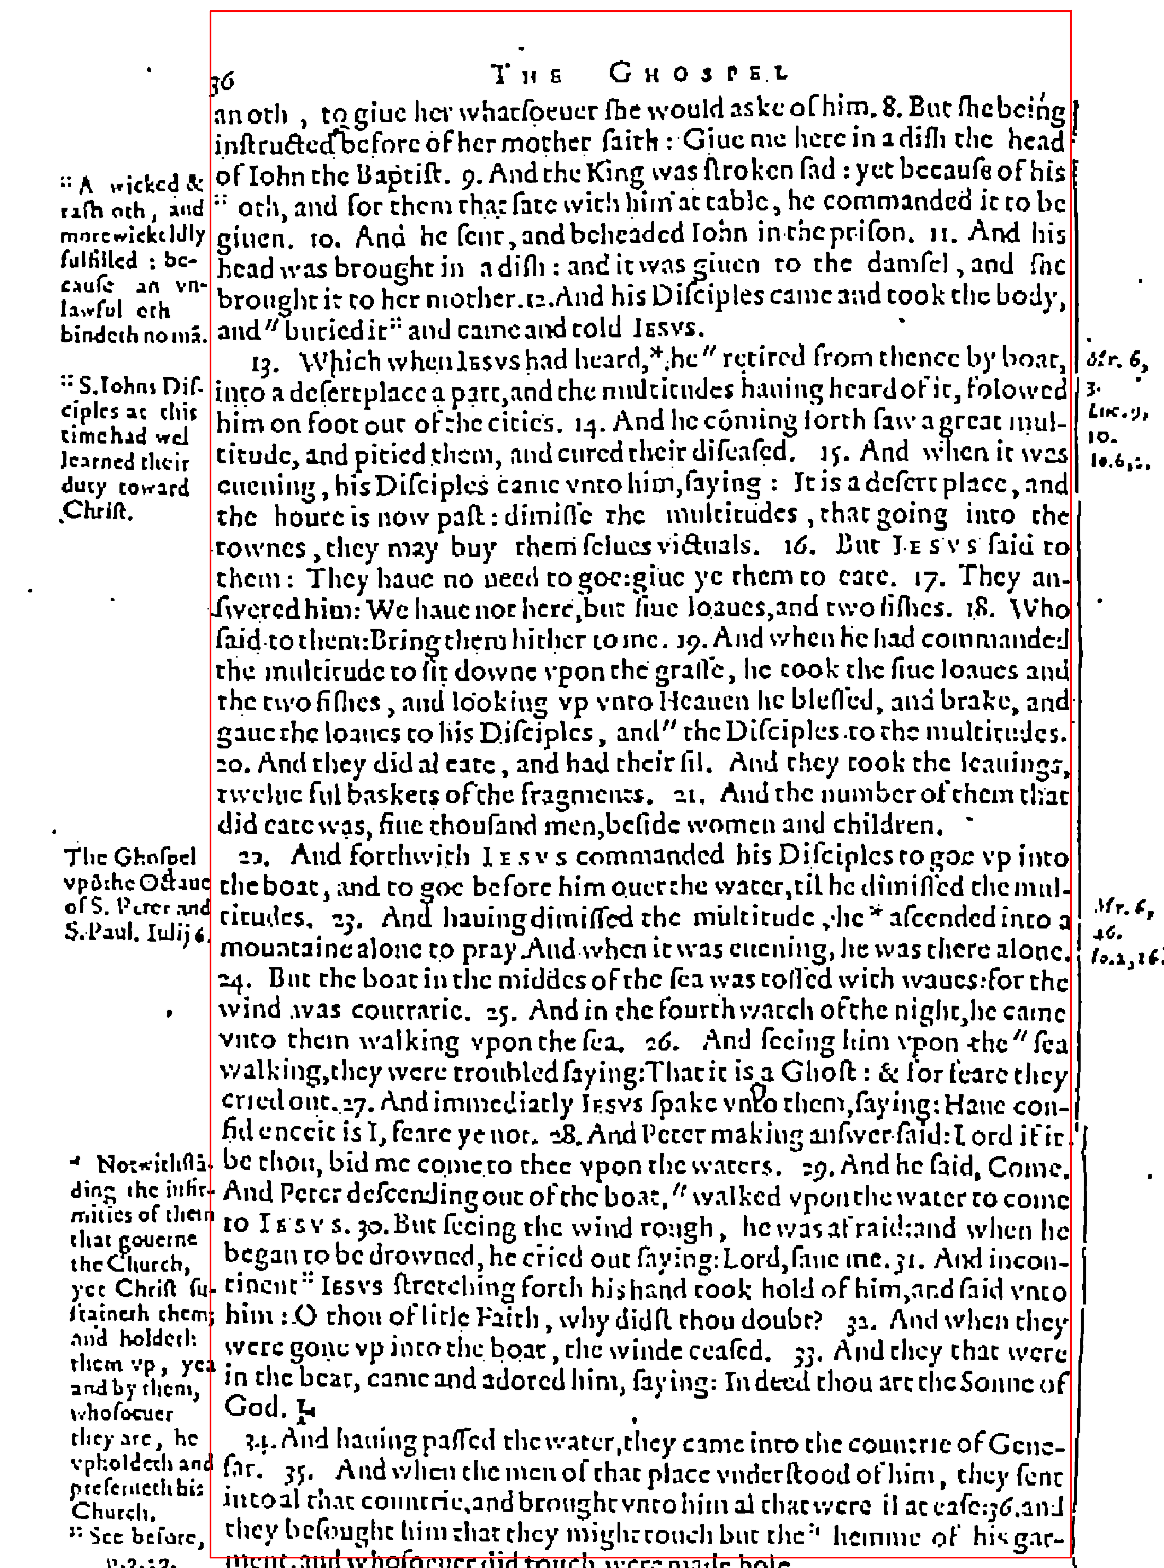 36 THE GHOSPEL
an oth, to giue her whatsoeuer she would aske of him. 8. But she being
instructed before of her mother saith: Giue me here in a dish the head
of Iohn the Baptist. 9. And the King was stroken sad: yet because of his
:: oth, and for them that sate with him at table, he commanded it to be
giuen. 10. And he sent, and beheaded Iohn in the prison. 11. And his
head was brought in a dish: and it was giuen to the damsel, and she
brought it to her mother. 12. And his Disciples came and took the body,
and " buried it :: and came and told IESVS.
13. Which when IESVS had heard, * he " retired from thence by boat,
into a desert place a part, and the multitudes hauing heard of it, folowed
him on foot out of the cities. 14. And he cōming forth saw a great mul-
titude, and pitied them, and cured their diseased. 15. And when it was
euening, his Disciples came vnto him, saying: It is a desert place, and
the houre is now past: dimisse the multitudes, that going into the
townes, they may buy them selues victuals. 16. But IESVS said to
them: They haue no need to goe: giue ye them to eate. 17. They an-
swered him: We haue not here, but fiue loaues, and two fishes. 18. Who
said to them: Bring them hither to me. 19. And when he had commanded
the multitude to sit downe vpon the grasse, he took the fiue loaues and
the two fishes, and looking vp vnto Heauen he blessed, and brake, and
gaue the loaues to his Disciples, and " the Disciples to the multitudes.
20. And they did al eate, and had their fil. And they took the leauings,
twelue ful baskets of the fragments. 21. And the number of them that
did eate was, fiue thousand men, beside women and children.
22. And forthwith IESVS commanded his Disciples to goe vp into
the boat, and to goe before him ouer the water, til he dimissed the mul-
titudes. 23. And hauing dimissed the multitude, he * ascended into a
mountaine alone to pray. And when it was euening, he was there alone.
24. But the boat in the middes of the sea was tossed with waues: for the
wind was contrarie. 25. And in the fourth watch of the night, he came
vnto them walking vpon the sea. 26. And seeing him vpon the " sea
walking, they were troubled saying: That it is a Ghost: & for feare they
cried out. 27. And immediatly IESVS spake vnto them, saying: Haue con-
fidence it is I, feare ye not. 28. And Peter making answer said: Lord if it
be thou, bid me come to thee vpon the waters. 29. And he said, Come.
And Peter descending out of the boat, " walked vpon the water to come
to IESVS. 30. But seeing the wind rough, he was afraid: and when he
began to be drowned, he cried out saying: Lord, saue me. 31. And incon-
tinent :: IESVS stretching forth his hand took hold of him, and said vnto
him: O thou of litle Faith, why didst thou doubt? 32. And when they
were gone vp into the boat, the winde ceased. 33. And they that were
in the boat, came and adored him, saying: Indeed thou art the Sonne of
God.
34. And hauing passed the water, they came into the countrie of Gene-
sar. 35. And when the men of that place vnderstood of him, they sent
into al that countrie, and brought vnto him al that were il at ease: 36. and
they besought him that they might touch but the :: hemme of his gar-
ment, and whosoeuer did touch, were made hole.
:: A wicked &
rash oth, and
more wickedly
fulfilled: be-
cause an vn-
lawful oth
bindeth no mā.
:: S. Iohns Dis-
ciples at this
time had wel
learned their
duty toward
Christ.
The Ghospel
vpō the Octaue
of S. Peter and
S. Paul. Iulij 6.
Notwithstā-
ding the infir-
mities of them
that gouerne
the Church,
yet Christ su-
staineth them,
and holdeth
them vp, yea
and by them,
whosoeuer
they are, he
vpholdeth and
preserueth his
Church.
:: See before,
Mr. 6,
3.
Luc. 9,
10.
Io. 6, 2.
Mr. 6,
46.